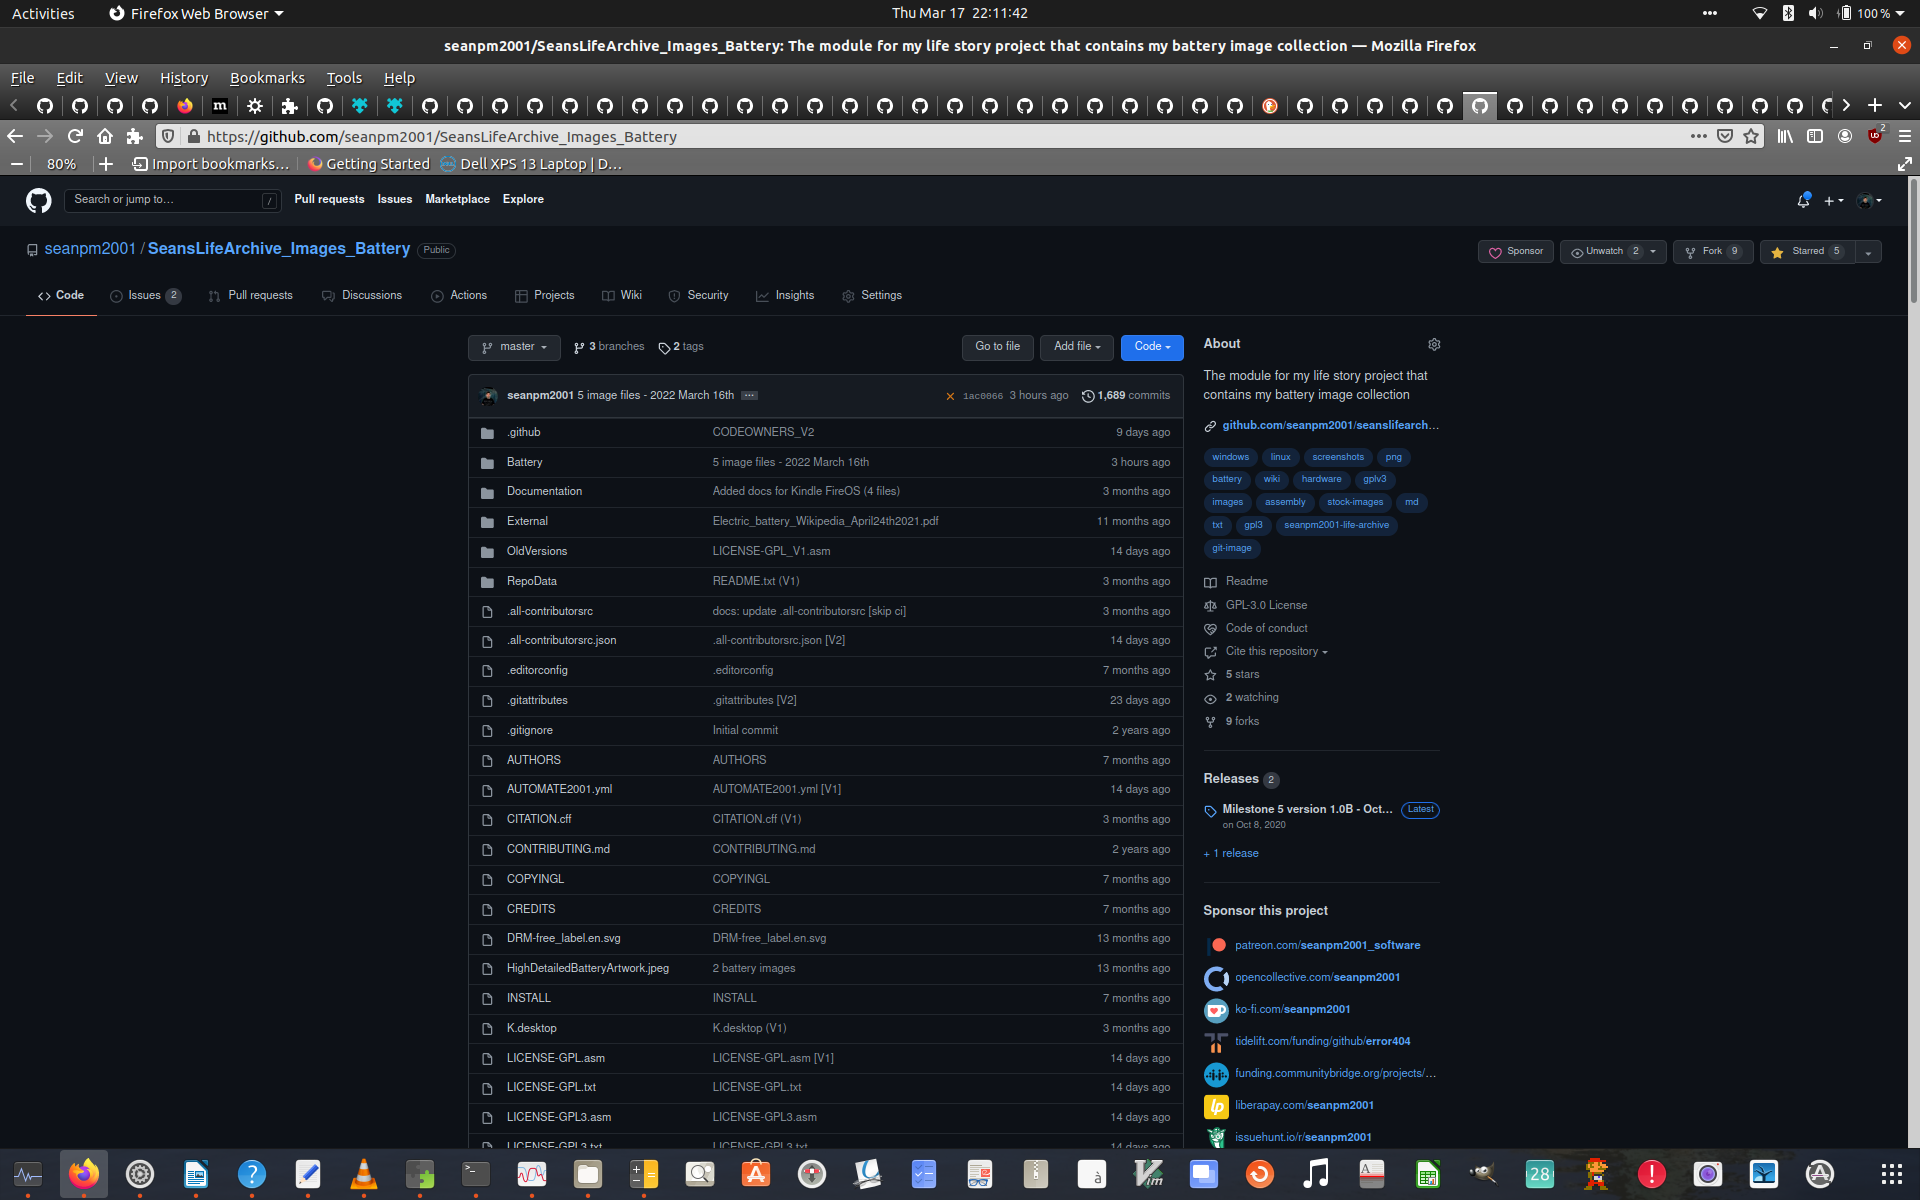 Activities
Firefox Web Browser
Thu Mar 17 22:11:42
100 %
seanpm2001/SeansLifeArchive_Images_Battery: The module for my life story project that contains my battery image collection — Mozilla Firefox
File Edit View History Bookmarks Tools Help
https://github.com/seanpm2001/SeansLifeArchive_Images_Battery
2
80%
Import bookmarks...
Getting Started
Dell XPS 13 Laptop | D...
Search or jump to...
/
Pull requests
Issues
Marketplace
Explore
seanpm2001 / SeansLifeArchive_Images_Battery
Public
Sponsor
Unwatch 2
Fork 9
Starred 5
Code
Issues 2
Pull requests
Discussions
Actions
Projects
Wiki
Security
Insights
Settings
master
3 branches
2 tags
Go to file
Add file
Code
seanpm2001 5 image files - 2022 March 16th
1ac0066 3 hours ago
1,689 commits
.github CODEOWNERS_V2 9 days ago
Battery 5 image files - 2022 March 16th 3 hours ago
Documentation Added docs for Kindle FireOS (4 files) 3 months ago
External Electric_battery_Wikipedia_April24th2021.pdf 11 months ago
OldVersions LICENSE-GPL_V1.asm 14 days ago
RepoData README.txt (V1) 3 months ago
.all-contributorsrc docs: update .all-contributorsrc [skip ci] 3 months ago
.all-contributorsrc.json .all-contributorsrc.json [V2] 14 days ago
.editorconfig .editorconfig 7 months ago
.gitattributes .gitattributes [V2] 23 days ago
.gitignore Initial commit 2 years ago
AUTHORS AUTHORS 7 months ago
AUTOMATE2001.yml AUTOMATE2001.yml [V1] 14 days ago
CITATION.cff CITATION.cff (V1) 3 months ago
CONTRIBUTING.md CONTRIBUTING.md 2 years ago
COPYINGL COPYINGL 7 months ago
CREDITS CREDITS 7 months ago
DRM-free_label.en.svg DRM-free_label.en.svg 13 months ago
HighDetailedBatteryArtwork.jpeg 2 battery images 13 months ago
INSTALL INSTALL 7 months ago
K.desktop K.desktop (V1) 3 months ago
LICENSE-GPL.asm LICENSE-GPL.asm [V1] 14 days ago
LICENSE-GPL.txt LICENSE-GPL.txt 14 days ago
LICENSE-GPL3.asm LICENSE-GPL3.asm 14 days ago
LICENSE-GPL3.txt LICENSE-GPL3.txt 14 days ago
About
The module for my life story project that
contains my battery image collection
github.com/seanpm2001/seanslifearch...
windows linux screenshots png
battery wiki hardware gplv3
images assembly stock-images md
txt gpl3 seanpm2001-life-archive
git-image
Readme
GPL-3.0 License
Code of conduct
Cite this repository
5 stars
2 watching
9 forks
Releases 2
Milestone 5 version 1.0B - Oct... Latest
on Oct 8, 2020
+ 1 release
Sponsor this project
patreon.com/seanpm2001_software
opencollective.com/seanpm2001
ko-fi.com/seanpm2001
tidelift.com/funding/github/error404
funding.communitybridge.org/projects/...
liberapay.com/seanpm2001
issuehunt.io/r/seanpm2001
28